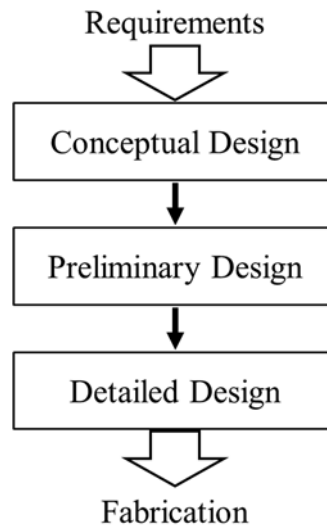 Requirements
Conceptual Design
Preliminary Design
Detailed Design
Fabrication